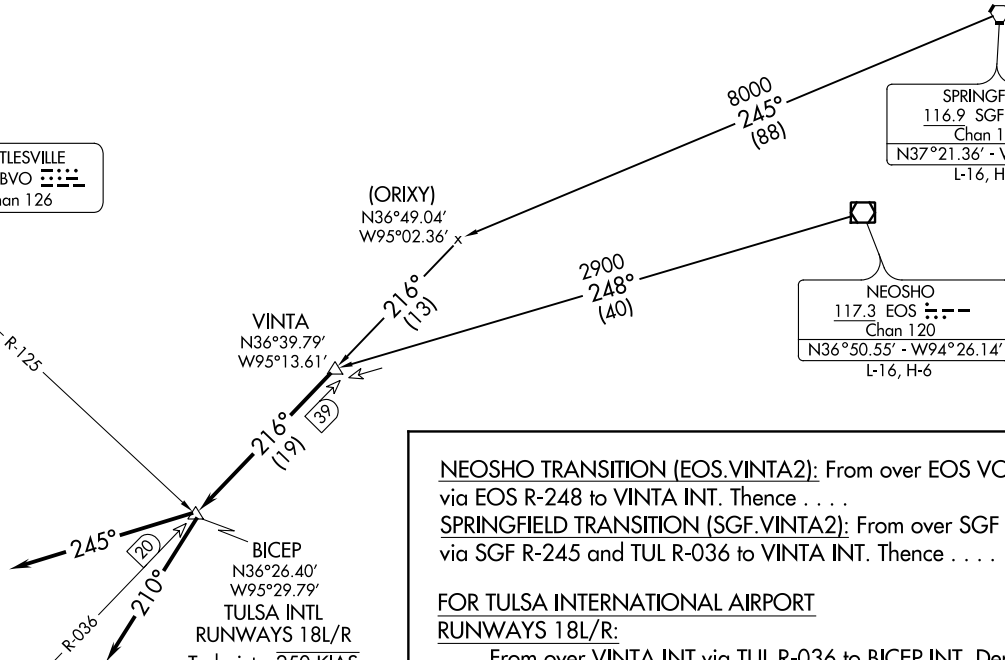 8000
245°
(88)
SPRINGF
116.9 SGF
Chan 1
N37°21.36' - W
L-16, H
TLESVILLE
BVO
an 126
(ORIXY)
N36°49.04'
W95°02.36' x
2900
248°
(40)
216°
(13)
NEOSHO
117.3 EOS
Chan 120
N36°50.55' - W94°26.14'
L-16, H-6
VINTA
N36°39.79'
W95°13.61'
R-125
39
216°
(19)
NEOSHO TRANSITION (EOS.VINTA2): From over EOS VO
via EOS R-248 to VINTA INT. Thence . . . .
SPRINGFIELD TRANSITION (SGF.VINTA2): From over SGF
via SGF R-245 and TUL R-036 to VINTA INT. Thence . . . .
245°
20
210°
R-036
BICEP
N36°26.40'
W95°29.79'
TULSA INTL
RUNWAYS 18L/R
FOR TULSA INTERNATIONAL AIRPORT
RUNWAYS 18L/R:
From over VINTA INT via TUL R-036 to BICEP INT.